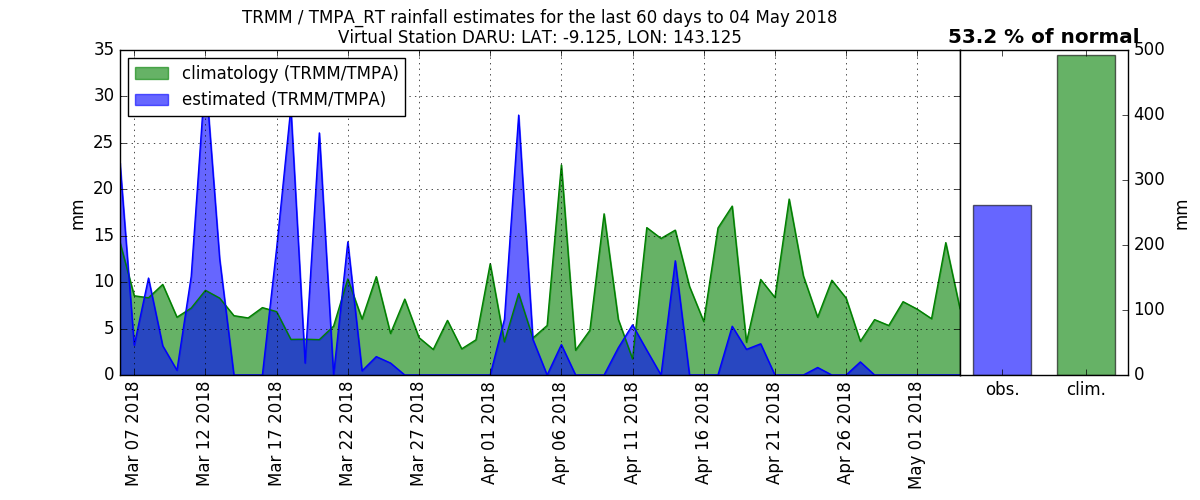 TRMM / TMPA_RT rainfall estimates for the last 60 days to 04 May 2018
Virtual Station DARU: LAT: -9.125, LON: 143.125
53.2 % of normal
climatology (TRMM/TMPA)
estimated (TRMM/TMPA)
mm
35
30
25
20
15
10
5
0
Mar 07 2018
Mar 12 2018
Mar 17 2018
Mar 22 2018
Mar 27 2018
Apr 01 2018
Apr 06 2018
Apr 11 2018
Apr 16 2018
Apr 21 2018
Apr 26 2018
May 01 2018
obs.
clim.
500
400
300
200
100
0
mm